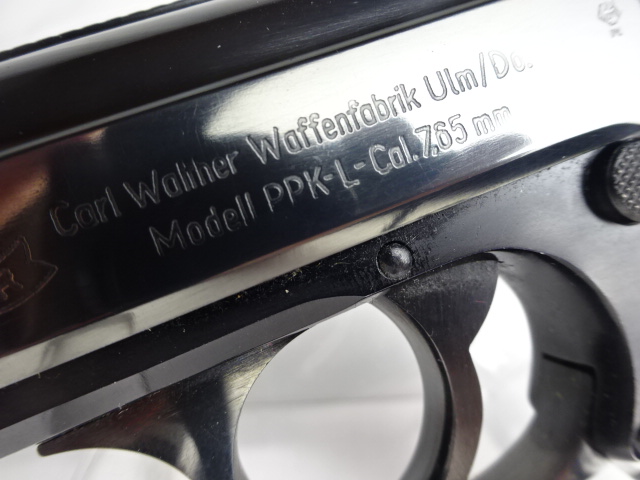 Carl Walther Waffenfabrik Ulm/Do.
Modell PPK-L-Cal.7,65 mm